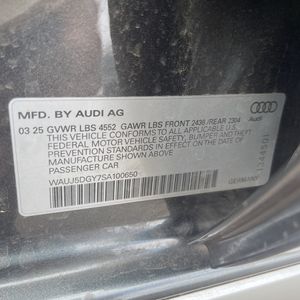 MFD. BY AUDI AG
03 25 GVWR LBS 4552 GAWR LBS FRONT 2436 /REAR 2304
THIS VEHICLE CONFORMS TO ALL APPLICABLE
FEDERAL MOTOR VEHICLE SAFETY, BUMPER AND THEFT
PREVENTION STANDARDS IN EFFECT ON THE DATE OF
MANUFACTURE SHOWN ABOVE
PASSENGER CAR
WAUJ5DGY7SA100650